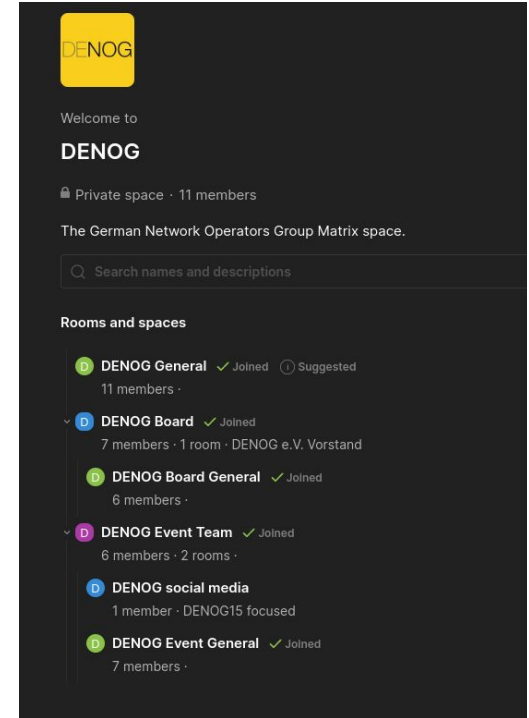 DENOG
Welcome to
DENOG
Private space · 11 members
The German Network Operators Group Matrix space.
Search names and descriptions
Rooms and spaces
D DENOG General Joined Suggested
11 members ·
D DENOG Board Joined
7 members · 1 room · DENOG e.V. Vorstand
D DENOG Board General Joined
6 members ·
D DENOG Event Team Joined
6 members · 2 rooms ·
D DENOG social media
1 member · DENOG15 focused
D DENOG Event General Joined
7 members ·